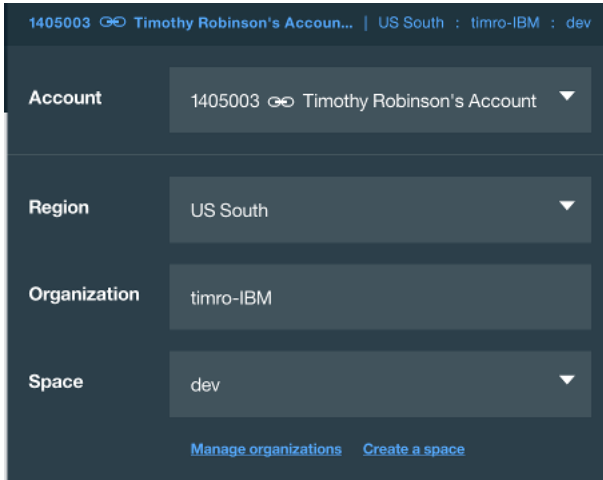 1405003 Timothy Robinson's Accoun... | US South : timro-IBM : dev
Account 1405003 Timothy Robinson's Account
Region US South
Organization timro-IBM
Space dev
Manage organizations Create a space